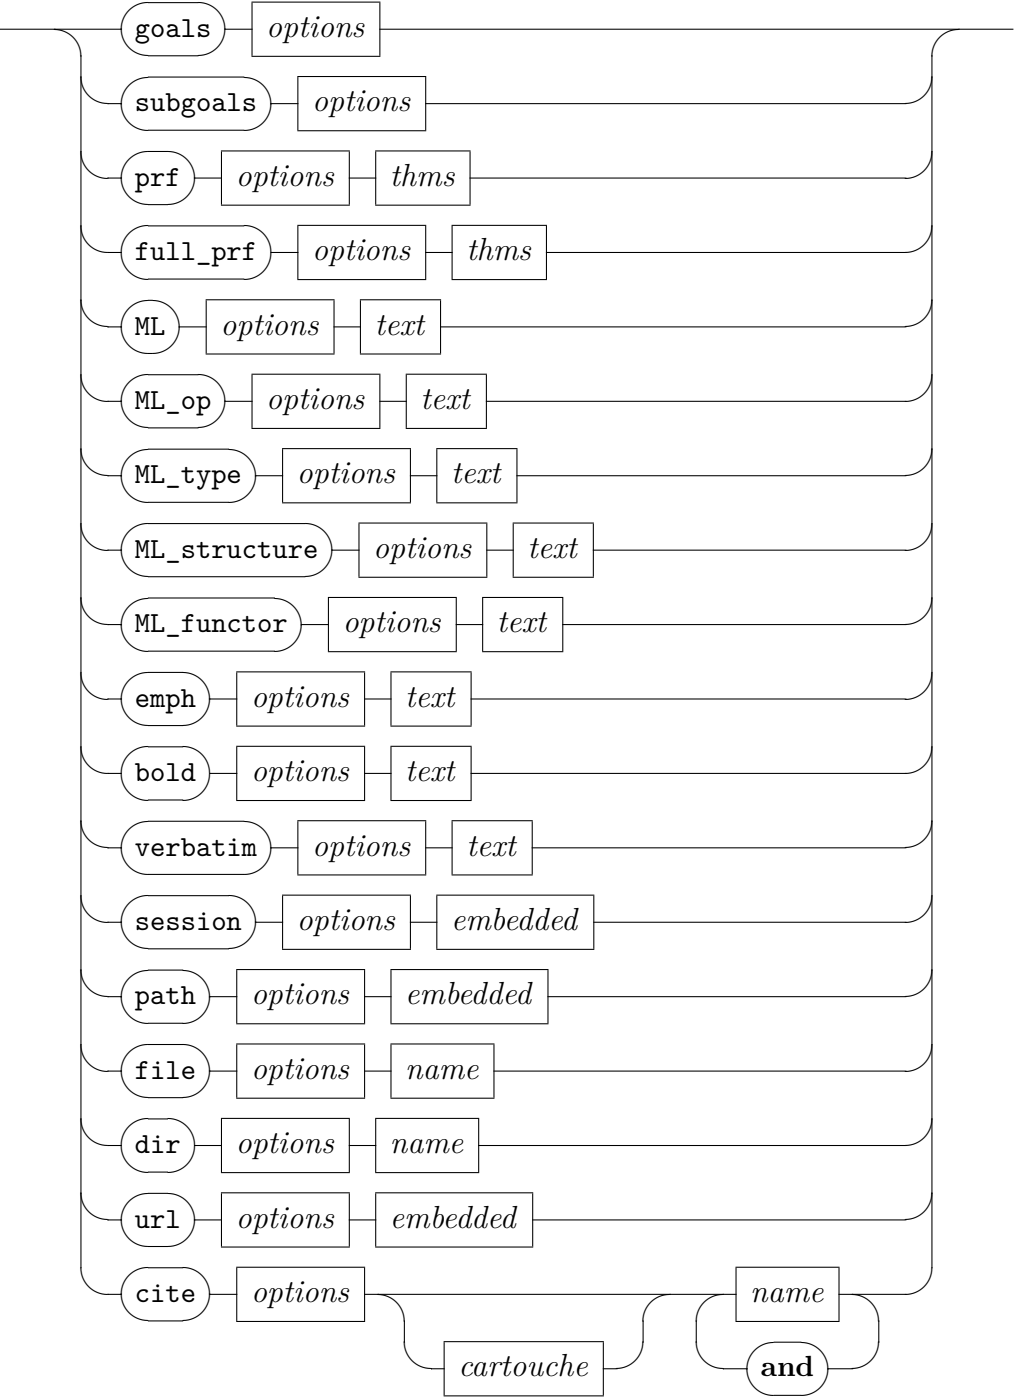 goals options
subgoals options
prf options thms
full_prf options thms
ML options text
ML_op options text
ML_type options text
ML_structure options text
ML_functor options text
emph options text
bold options text
verbatim options text
session options embedded
path options embedded
file options name
dir options name
url options embedded
cite options name
cartouche and